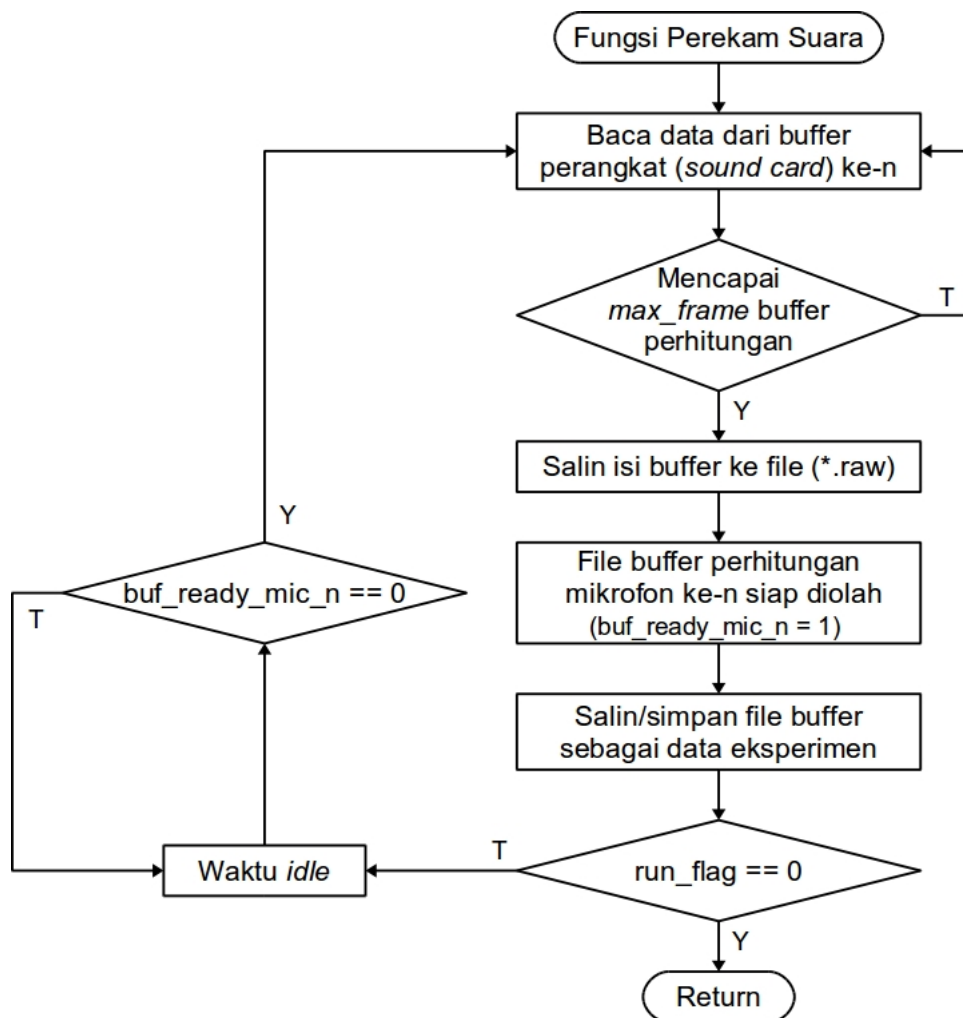 Fungsi Perekam Suara
Baca data dari buffer
perangkat (sound card) ke-n
Mencapai
max_frame buffer
perhitungan
T
Y
Salin isi buffer ke file (*.raw)
File buffer perhitungan
mikrofon ke-n siap diolah
(buf_ready_mic_n = 1)
Salin/simpan file buffer
sebagai data eksperimen
run_flag == 0
T
Y
Return
Waktu idle
buf_ready_mic_n == 0
Y
T